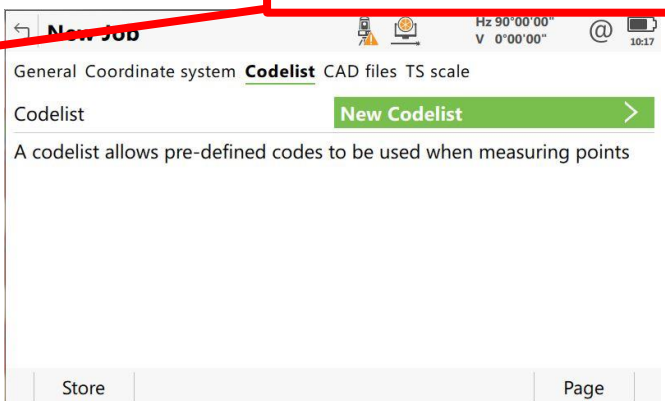 New Job
Hz 90°00'00"
V 0°00'00"
@
10:17
General Coordinate system Codelist CAD files TS scale
Codelist
New Codelist
A codelist allows pre-defined codes to be used when measuring points
Store
Page